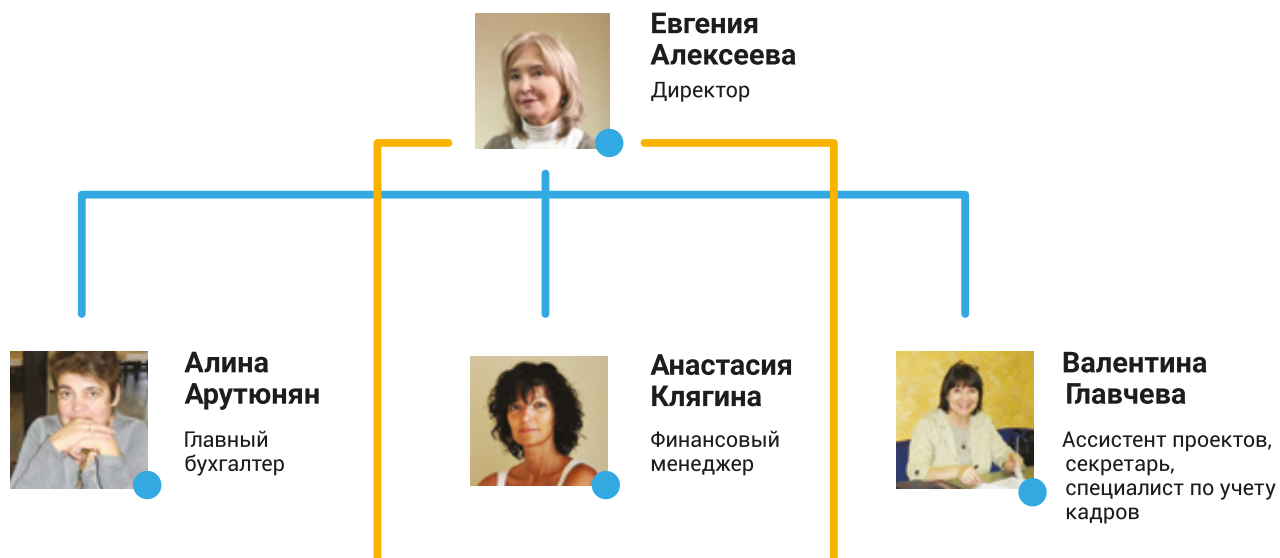 Евгения
Алексеева
Директор
Алина
Арутюнян
Главный
бухгалтер
Анастасия
Клягина
Финансовый
менеджер
Валентина
Главчева
Ассистент проектов,
секретарь,
специалист по учету
кадров